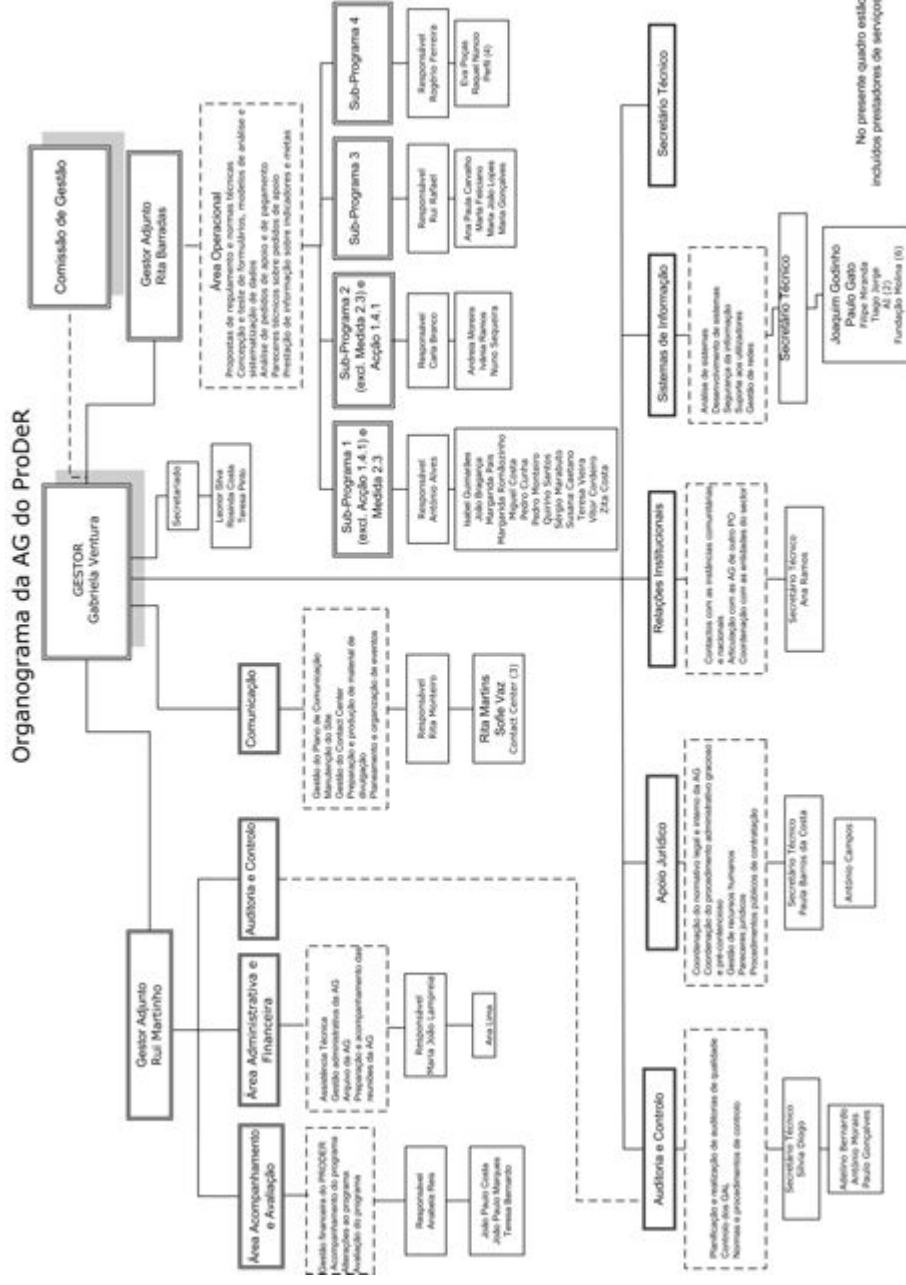 Organograma da AG do ProDeR
Comissão de Gestão
GESTOR
Gabriela Ventura
Gestor Adjunto
Rui Martinho
Gestor Adjunto
Rita Barradas
Secretariado
Leonor Silva
Rosinda Costa
Teresa Pinto
Área Acompanhamento
e Avaliação
Gestão financeira do PRODER
Acompanhamento do programa
Alterações ao programa
Avaliação do programa
Responsável
Anabela Reis
João Paulo Costa
João Paulo Marques
Teresa Bernardo
Área Administrativa e
Financeira
Assistência Técnica
Gestão administrativa da AG
Arquivo da AG
Preparação e acompanhamento das
reuniões da AG
Responsável
Maria João Lampreia
Ana Lima
Auditoria e Controlo
Comunicação
Gestão do Plano de Comunicação
Manutenção do Site
Gestão do Contact Center
Preparação e produção de material de
divulgação
Planeamento e organização de eventos
Responsável
Rita Monteiro
Rita Martins
Sofie Vaz
Contact Center (3)
Área Operacional
Propostas de regulamento e normas técnicas
Concepção e teste de formulários, modelos de análise e
sistematização de dados
Análise de pedidos de apoio e de pagamento
Pareceres técnicos sobre pedidos de apoio
Prestação de informação sobre indicadores e metas
Sub-Programa 1
(excl. Acção 1.4.1) e
Medida 2.3
Responsável
António Alves
Isabel Guimarães
João Bragança
Margarida Pais
Margarida Romãozinho
Miguel Costa
Pedro Cunha
Pedro Monteiro
Quirino Santos
Sérgio Marabuto
Susana Caetano
Teresa Vieira
Vitor Cordeiro
Zita Costa
Sub-Programa 2
(excl. Medida 2.3) e
Acção 1.4.1
Responsável
Carla Branco
Andreia Moreira
Ivânia Ramos
Nuno Sequeira
Sub-Programa 3
Responsável
Rui Rafael
Ana Paula Carvalho
Marta Feliciano
Maria João Lopes
Maria Gonçalves
Sub-Programa 4
Responsável
Rogério Ferreira
Eva Poças
Raquel Núncio
Perfil (4)
Auditoria e Controlo
Planificação e realização de auditorias de qualidade
Controlo dos GAL
Normas e procedimentos de controlo
Secretário Técnico
Sílvia Diogo
Adelino Bernardo
António Morais
Paulo Gonçalves
Apoio Jurídico
Coordenação do normativo legal e interno da AG
Coordenação do procedimento administrativo gracioso
e pré-contencioso
Gestão de recursos humanos
Pareceres jurídicos
Procedimentos públicos de contratação
Secretário Técnico
Paula Barros da Costa
António Campos
Relações Institucionais
Contactos com as instâncias comunitárias
e nacionais
Articulação com as AG de outro PO
Coordenação com as entidades do sector
Secretário Técnico
Ana Ramos
Sistemas de Informação
Análise de sistemas
Desenvolvimento de sistemas
Segurança da informação
Suporte aos utilizadores
Gestão de redes
Secretário Técnico
Joaquim Godinho
Paulo Gato
Filipe Miranda
Tiago Jorge
AI (2)
Fundação Molina (6)
Secretário Técnico
No presente quadro estão
incluídos prestadores de serviços